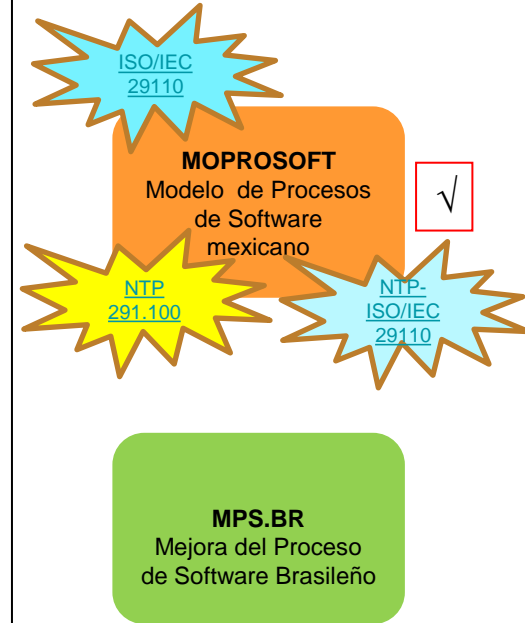 ISO/IEC
29110
MOPROSOFT
Modelo de Procesos
de Software
mexicano
√
NTP
291.100
NTP-
ISO/IEC
29110
MPS.BR
Mejora del Proceso
de Software Brasileño